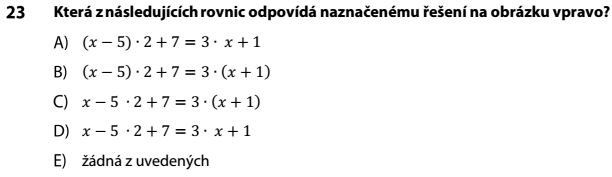 23 Která z následujících rovnic odpovídá naznačenému řešení na obrázku vpravo?
A) (x − 5) · 2 + 7 = 3 · x + 1
B) (x − 5) · 2 + 7 = 3 · (x + 1)
C) x − 5 · 2 + 7 = 3 · (x + 1)
D) x − 5 · 2 + 7 = 3 · x + 1
E) žádná z uvedených